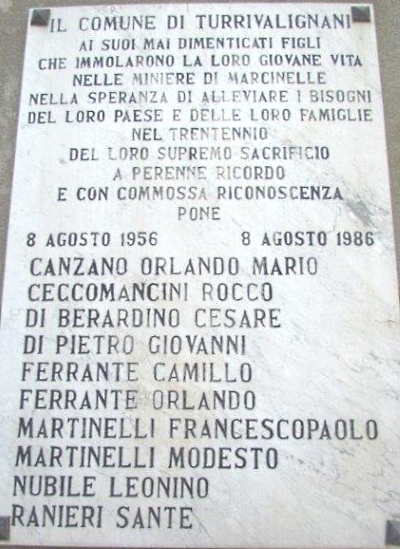 IL COMUNE DI TURRIVALIGNANI
AI SUOI MAI DIMENTICATI FIGLI
CHE IMMOLARONO LA LORO GIOVANE VITA
NELLE MINIERE DI MARCINELLE
NELLA SPERANZA DI ALLEVIARE I BISOGNI
DEL LORO PAESE E DELLE LORO FAMIGLIE
NEL TRENTENNIO
DEL LORO SUPREMO SACRIFICIO
A PERENNE RICORDO
E CON COMMOSSA RICONOSCENZA
PONE
8 AGOSTO 1956 8 AGOSTO 1986
CANZANO ORLANDO MARIO
CECCOMANCINI ROCCO
DI BERARDINO CESARE
DI PIETRO GIOVANNI
FERRANTE CAMILLO
FERRANTE ORLANDO
MARTINELLI FRANCESCOPAOLO
MARTINELLI MODESTO
NUBILE LEONINO
RANIERI SANTE